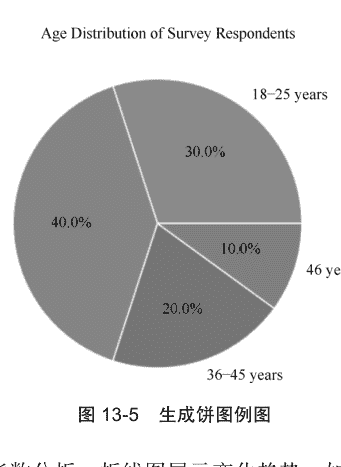 Age Distribution of Survey Respondents
18−25 years
30.0%
40.0%
10.0%
46 ye
20.0%
36−45 years
图 13-5 生成饼图例图